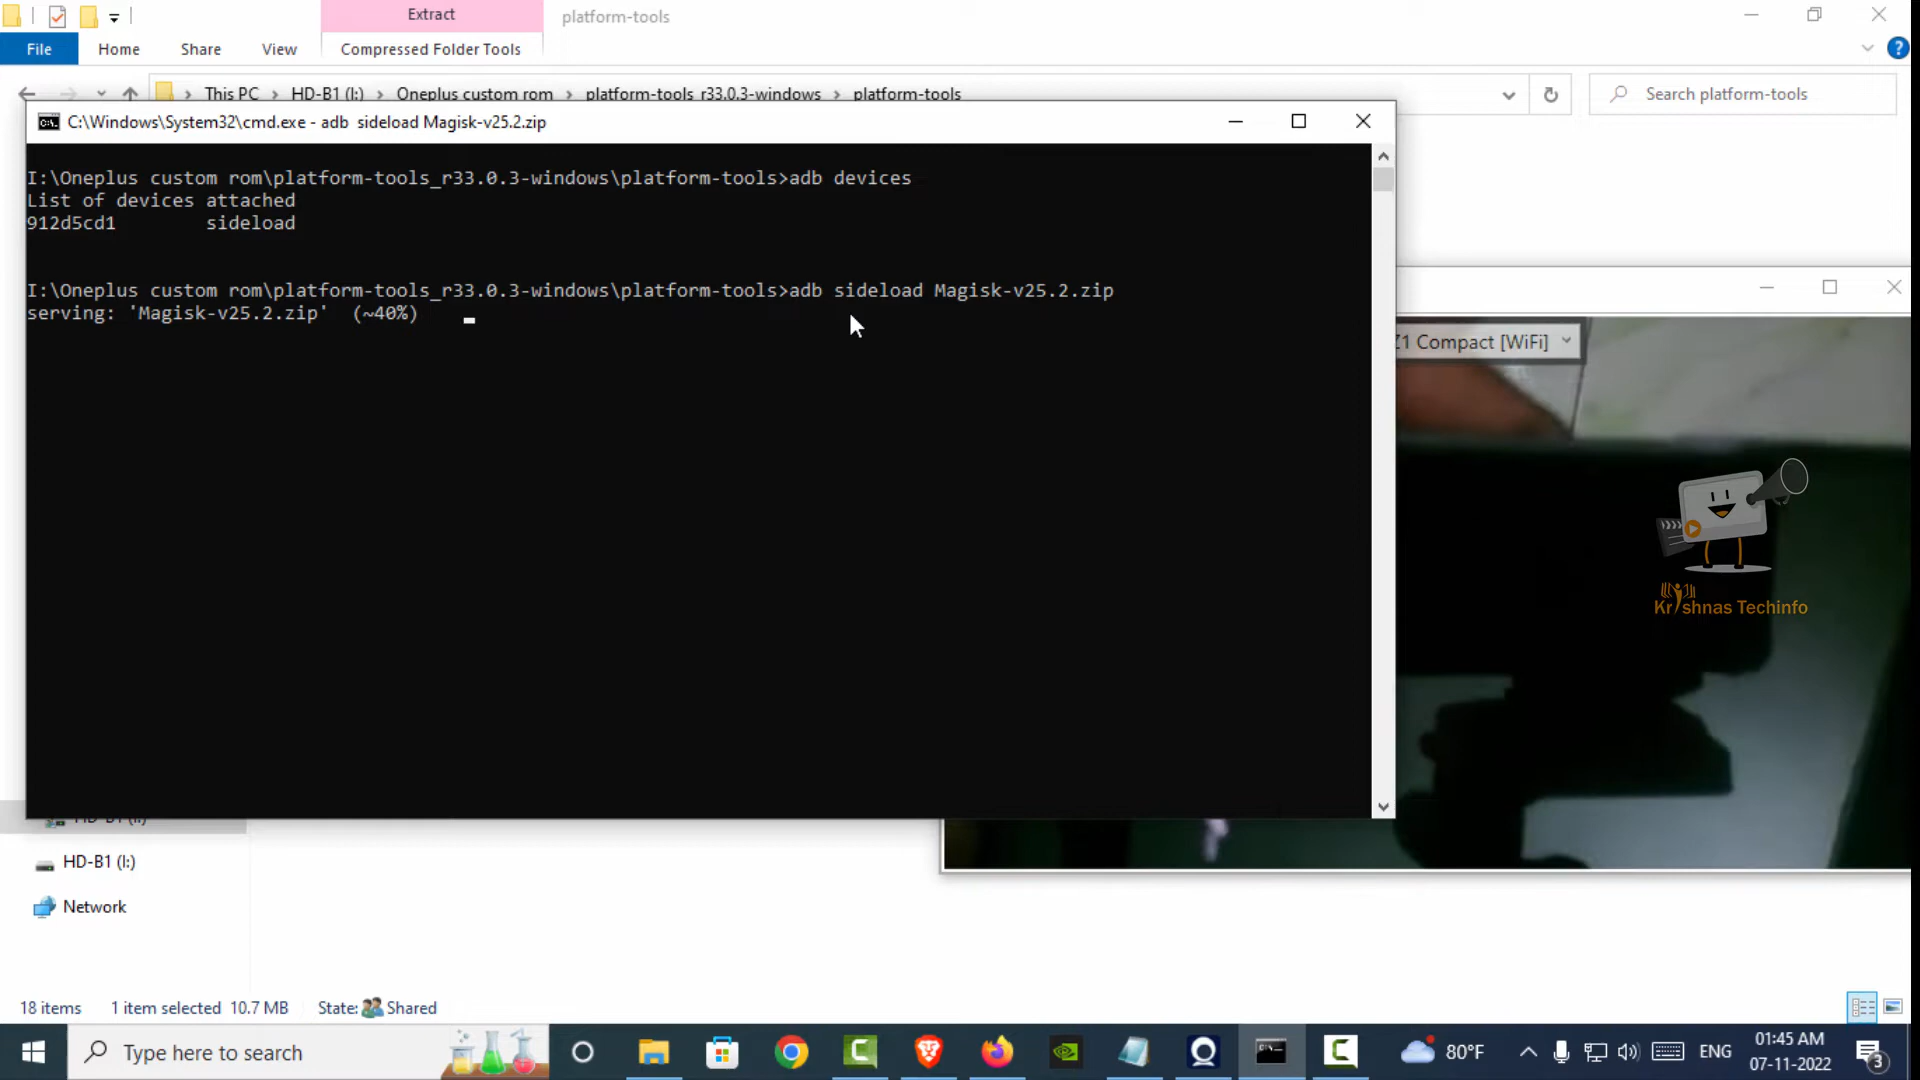 Extract
platform-tools
File
Home
Share
View
Compressed Folder Tools
This PC > HD-B1 (I:) > Oneplus custom rom > platform-tools_r33.0.3-windows > platform-tools
Search platform-tools
C:\Windows\System32\cmd.exe - adb  sideload Magisk-v25.2.zip
I:\Oneplus custom rom\platform-tools_r33.0.3-windows\platform-tools>adb devices
List of devices attached
912d5cd1        sideload
I:\Oneplus custom rom\platform-tools_r33.0.3-windows\platform-tools>adb sideload Magisk-v25.2.zip
serving: 'Magisk-v25.2.zip'  (~40%)
Z1 Compact [WiFi]
Krishnas Techinfo
HD-B1 (I:)
HD-B1 (I:)
Network
18 items
1 item selected  10.7 MB
State: Shared
Type here to search
80°F
ENG
01:45 AM
07-11-2022
3